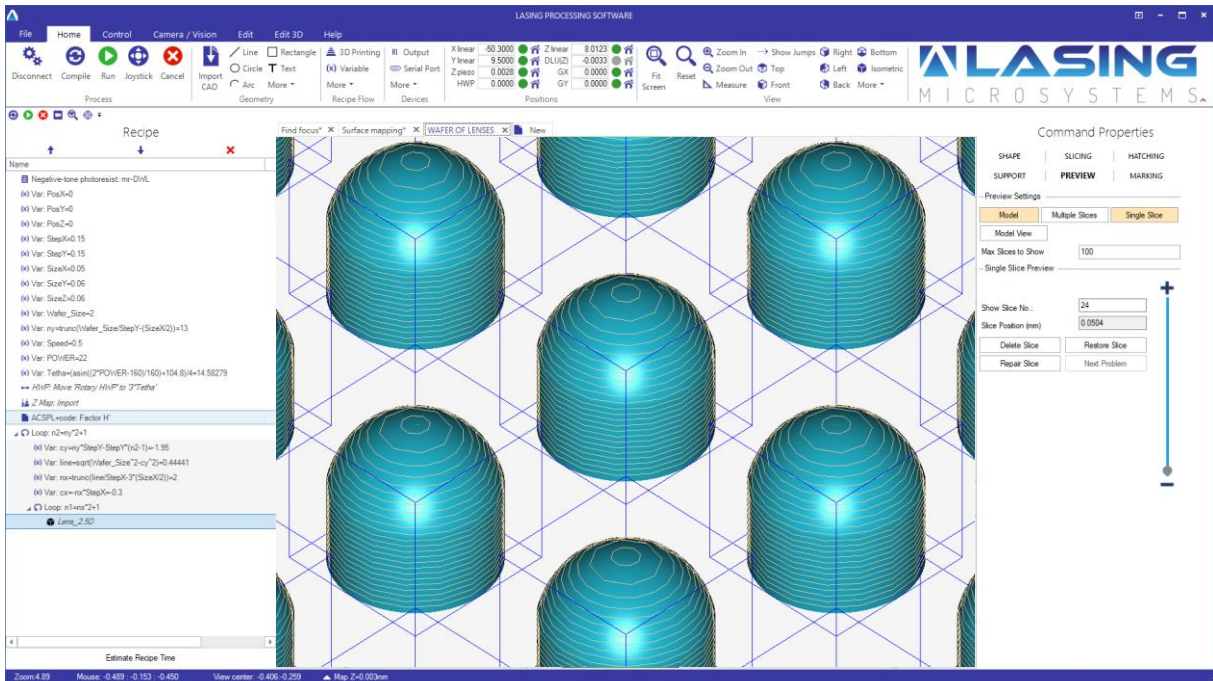 LASING PROCESSING SOFTWARE
File Home Control Camera / Vision Edit Edit 3D Help
Disconnect Compile Run Joystick Cancel
Process
Import CAD
Line Rectangle
Circle Text
Arc More
Geometry
3D Printing
(x) Variable
More
Recipe Flow
Output
Serial Port
More
Devices
X linear -50.3000 Z linear 8.0123
Y linear 9.5000 DLU(Z) -0.0033
Z piezo 0.0028 GX 0.0000
HWP 0.0000 GY 0.0000
Positions
Fit Screen
Reset
Zoom In Show Jumps Right Bottom
Zoom Out Top Left Isometric
Measure Front Back More
View
LASING
MICROSYSTEMS
Recipe
Name
Negative-tone photoresist: mr-DWL
(x) Var: PosX=0
(x) Var: PosY=0
(x) Var: PosZ=0
(x) Var: StepX=0.15
(x) Var: StepY=0.15
(x) Var: SizeX=0.05
(x) Var: SizeY=0.06
(x) Var: SizeZ=0.06
(x) Var: Wafer_Size=2
(x) Var: ny=trunc(Wafer_Size/StepY-(SizeX/2))=13
(x) Var: Speed=0.5
(x) Var: POWER=22
(x) Var: Tetha=(asin((2*POWER-160)/160)+104.8)/4=14.58279
HWP: Move 'Rotary HWP' to '3*Tetha'
Z Map: Import
ACSPL+code: Factor H'
Loop: n2=ny*2+1
(x) Var: cy=ny*StepY-StepY*(n2-1)=-1.95
(x) Var: line=sqrt(Wafer_Size^2-cy^2)=0.44441
(x) Var: nx=trunc(line/StepX-3*(SizeX/2))=2
(x) Var: cx=-nx*StepX=-0.3
Loop: n1=nx*2+1
Lens_2.5D
Estimate Recipe Time
Find focus* Surface mapping* WAFER OF LENSES New
Command Properties
SHAPE SLICING HATCHING
SUPPORT PREVIEW MARKING
Preview Settings
Model Multiple Slices Single Slice
Model View
Max Slices to Show 100
Single Slice Preview
Show Slice No.: 24
Slice Position (mm) 0.0504
Delete Slice Restore Slice
Repair Slice Next Problem
Zoom:4.89 Mouse: -0.489 : -0.153 : -0.450 View center: -0.406:-0.259 Map Z=0.003mm